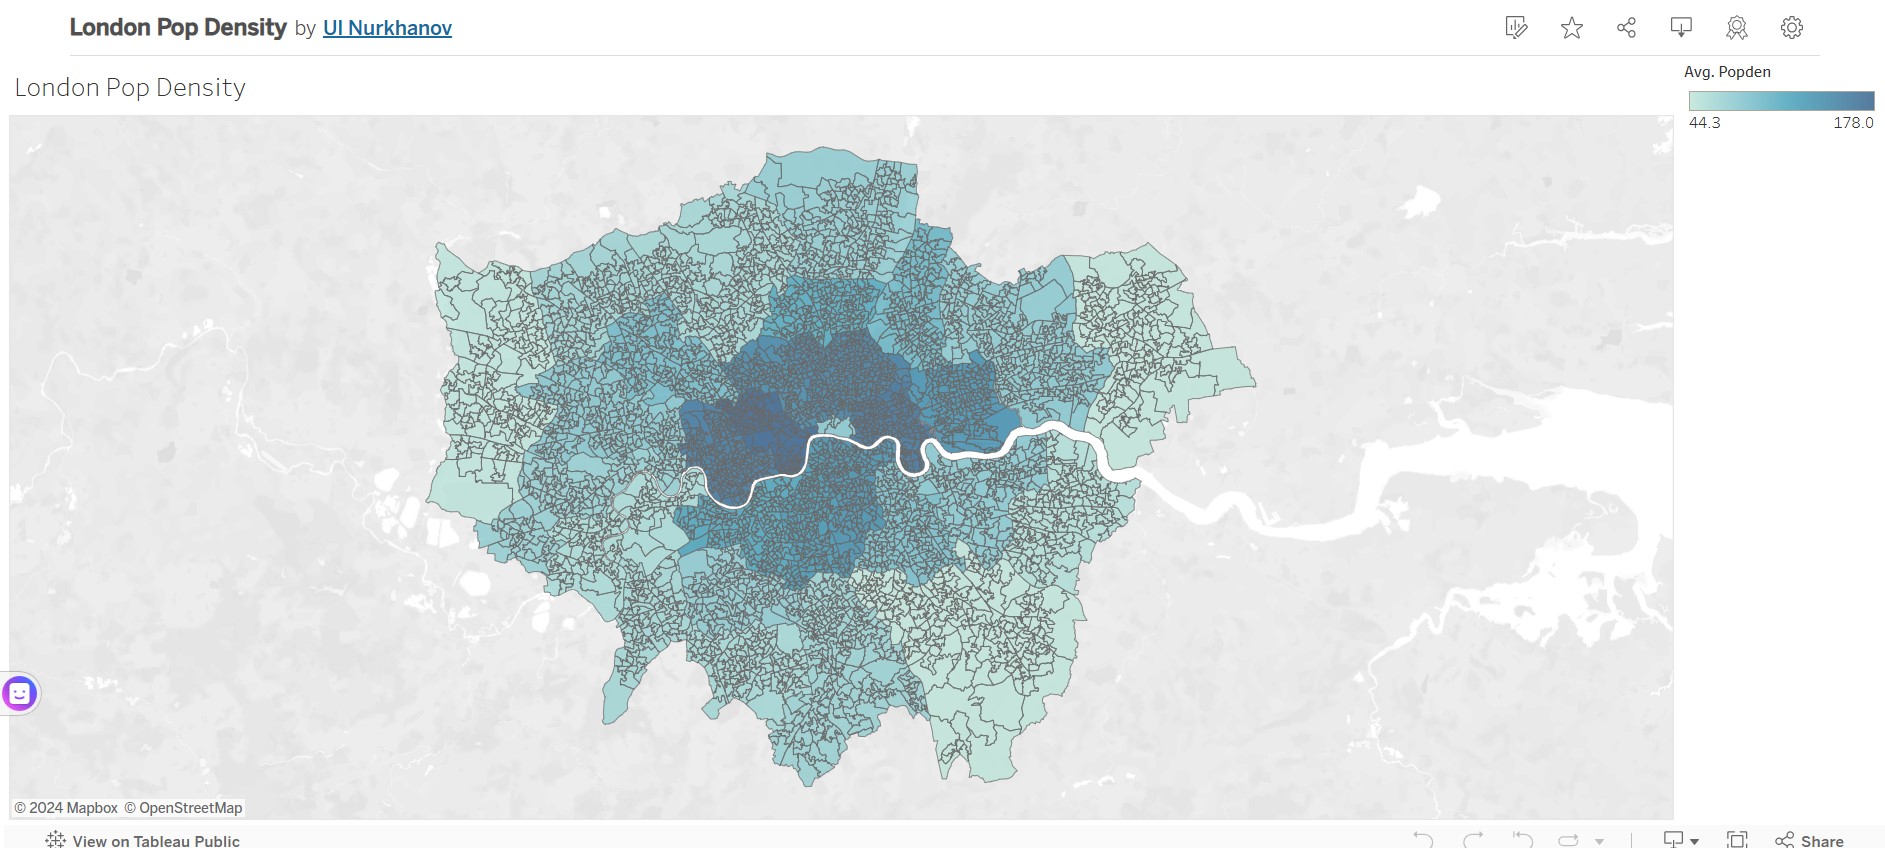 London Pop Density by Ul Nurkhanov
London Pop Density
Avg. Popden
44.3 178.0
© 2024 Mapbox © OpenStreetMap
View on Tableau Public
Share